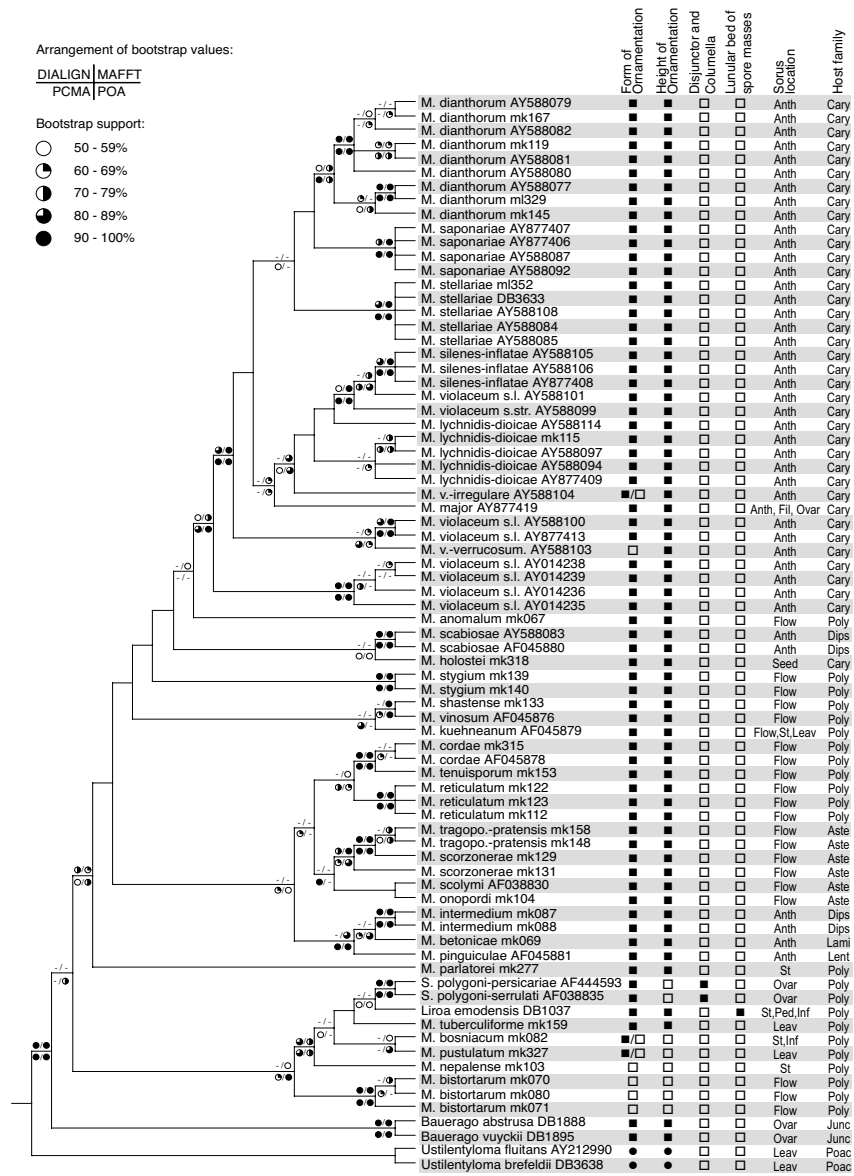 Arrangement of bootstrap values:
DIALIGN MAFFT
PCMA POA
Bootstrap support:
50 - 59%
60 - 69%
70 - 79%
80 - 89%
90 - 100%
Form of Ornamentation
Height of Ornamentation
Disjunctor and Columella
Lunular bed of spore masses
Sorus location
Host family
M. dianthorum AY588079 Anth Cary
M. dianthorum mk167 Anth Cary
M. dianthorum AY588082 Anth Cary
M. dianthorum mk119 Anth Cary
M. dianthorum AY588081 Anth Cary
M. dianthorum AY588080 Anth Cary
M. dianthorum AY588077 Anth Cary
M. dianthorum ml329 Anth Cary
M. dianthorum mk145 Anth Cary
M. saponariae AY877407 Anth Cary
M. saponariae AY877406 Anth Cary
M. saponariae AY588087 Anth Cary
M. saponariae AY588092 Anth Cary
M. stellariae ml352 Anth Cary
M. stellariae DB3633 Anth Cary
M. stellariae AY588108 Anth Cary
M. stellariae AY588084 Anth Cary
M. stellariae AY588085 Anth Cary
M. silenes-inflatae AY588105 Anth Cary
M. silenes-inflatae AY588106 Anth Cary
M. silenes-inflatae AY877408 Anth Cary
M. violaceum s.l. AY588101 Anth Cary
M. violaceum s.str. AY588099 Anth Cary
M. lychnidis-dioicae AY588114 Anth Cary
M. lychnidis-dioicae mk115 Anth Cary
M. lychnidis-dioicae AY588097 Anth Cary
M. lychnidis-dioicae AY588094 Anth Cary
M. lychnidis-dioicae AY877409 Anth Cary
M. v.-irregulare AY588104 / Anth Cary
M. major AY877419 Anth, Fil, Ovar Cary
M. violaceum s.l. AY588100 Anth Cary
M. violaceum s.l. AY877413 Anth Cary
M. v.-verrucosum. AY588103 Anth Cary
M. violaceum s.l. AY014238 Anth Cary
M. violaceum s.l. AY014239 Anth Cary
M. violaceum s.l. AY014236 Anth Cary
M. violaceum s.l. AY014235 Anth Cary
M. anomalum mk067 Flow Poly
M. scabiosae AY588083 Anth Dips
M. scabiosae AF045880 Anth Dips
M. holostei mk318 Seed Cary
M. stygium mk139 Flow Poly
M. stygium mk140 Flow Poly
M. shastense mk133 Flow Poly
M. vinosum AF045876 Flow Poly
M. kuehneanum AF045879 Flow,St,Leav Poly
M. cordae mk315 Flow Poly
M. cordae AF045878 Flow Poly
M. tenuisporum mk153 Flow Poly
M. reticulatum mk122 Flow Poly
M. reticulatum mk123 Flow Poly
M. reticulatum mk112 Flow Poly
M. tragopo.-pratensis mk158 Flow Aste
M. tragopo.-pratensis mk148 Flow Aste
M. scorzonerae mk129 Flow Aste
M. scorzonerae mk131 Flow Aste
M. scolymi AF038830 Flow Aste
M. onopordi mk104 Flow Aste
M. intermedium mk087 Anth Dips
M. intermedium mk088 Anth Dips
M. betonicae mk069 Anth Lami
M. pinguiculae AF045881 Anth Lent
M. parlatorei mk277 St Poly
S. polygoni-persicariae AF444593 Ovar Poly
S. polygoni-serrulati AF038835 Ovar Poly
Liroa emodensis DB1037 St,Ped,Inf Poly
M. tuberculiforme mk159 Leav Poly
M. bosniacum mk082 / St,Inf Poly
M. pustulatum mk327 / Leav Poly
M. nepalense mk103 St Poly
M. bistortarum mk070 Flow Poly
M. bistortarum mk080 Flow Poly
M. bistortarum mk071 Flow Poly
Bauerago abstrusa DB1888 Ovar Junc
Bauerago vuyckii DB1895 Ovar Junc
Ustilentyloma fluitans AY212990 Leav Poac
Ustilentyloma brefeldii DB3638 Leav Poac